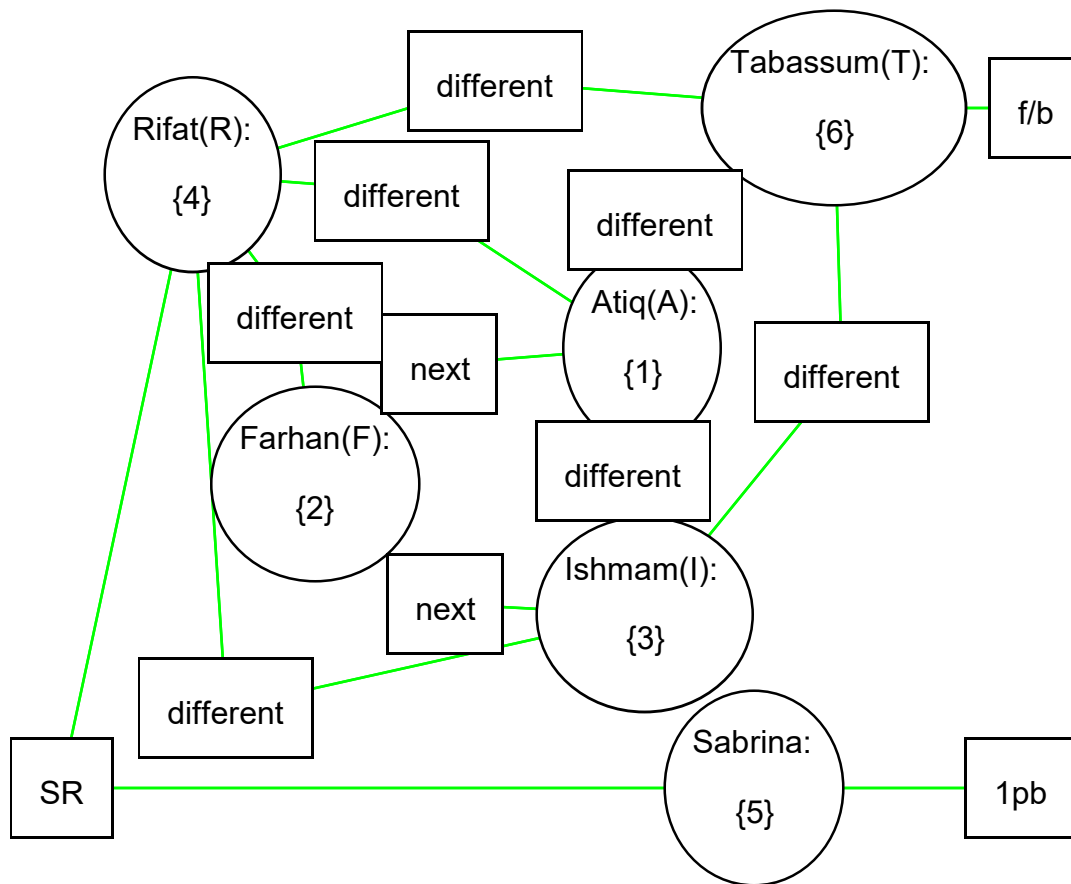 Tabassum(T):
{6}
f/b
different
Rifat(R):
{4}
different
different
different
Atiq(A):
{1}
next
different
Farhan(F):
{2}
different
Ishmam(I):
{3}
next
different
Sabrina:
{5}
SR
1pb